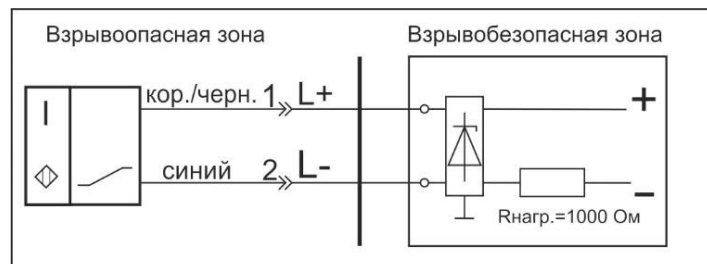 Взрывоопасная зона
Взрывобезопасная зона
кор./черн. 1 L+
+
I
синий 2 L-
−
Rнагр.=1000 Ом